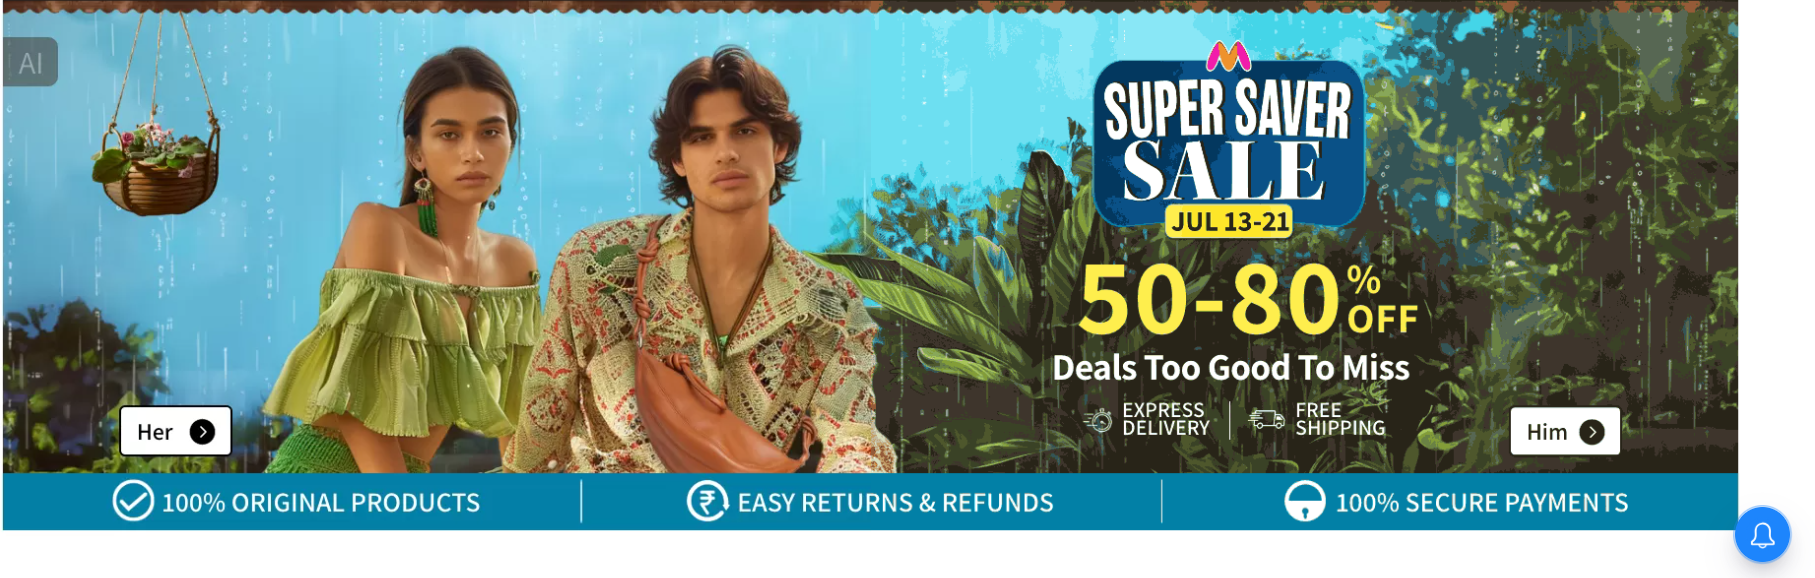 AI
SUPER SAVER
SALE
JUL 13-21
50-80% OFF
Deals Too Good To Miss
EXPRESS
DELIVERY
FREE
SHIPPING
Her
Him
100% ORIGINAL PRODUCTS
EASY RETURNS & REFUNDS
100% SECURE PAYMENTS